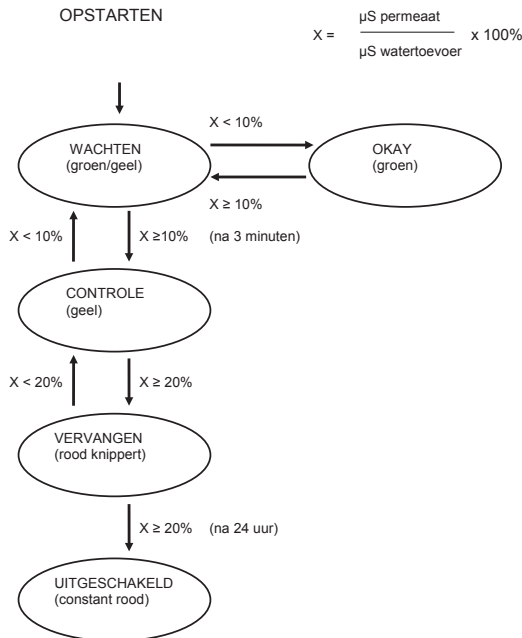 OPSTARTEN
X = µS permeaat x 100%
µS watertoevoer
X < 10%
WACHTEN
(groen/geel)
OKAY
(groen)
X ≥ 10%
X < 10% X ≥10% (na 3 minuten)
CONTROLE
(geel)
X < 20% X ≥ 20%
VERVANGEN
(rood knippert)
X ≥ 20% (na 24 uur)
UITGESCHAKELD
(constant rood)